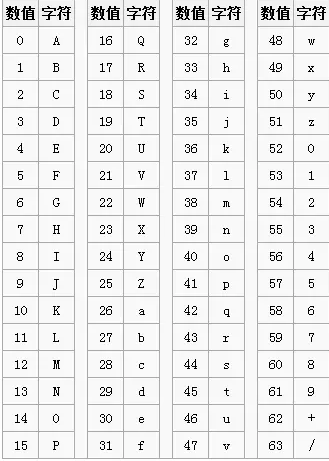 数值 字符 数值 字符 数值 字符 数值 字符
0 A 16 Q 32 g 48 w
1 B 17 R 33 h 49 x
2 C 18 S 34 i 50 y
3 D 19 T 35 j 51 z
4 E 20 U 36 k 52 0
5 F 21 V 37 l 53 1
6 G 22 W 38 m 54 2
7 H 23 X 39 n 55 3
8 I 24 Y 40 o 56 4
9 J 25 Z 41 p 57 5
10 K 26 a 42 q 58 6
11 L 27 b 43 r 59 7
12 M 28 c 44 s 60 8
13 N 29 d 45 t 61 9
14 O 30 e 46 u 62 +
15 P 31 f 47 v 63 /